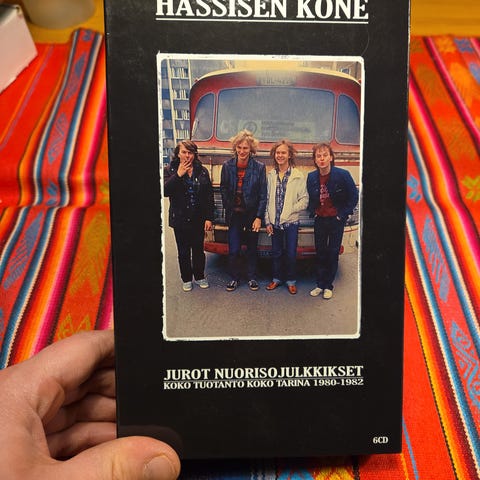 HASSISEN KONE
JUROT NUORISOJULKKIKSET
KOKO TUOTANTO KOKO TARINA 1980-1982
6CD